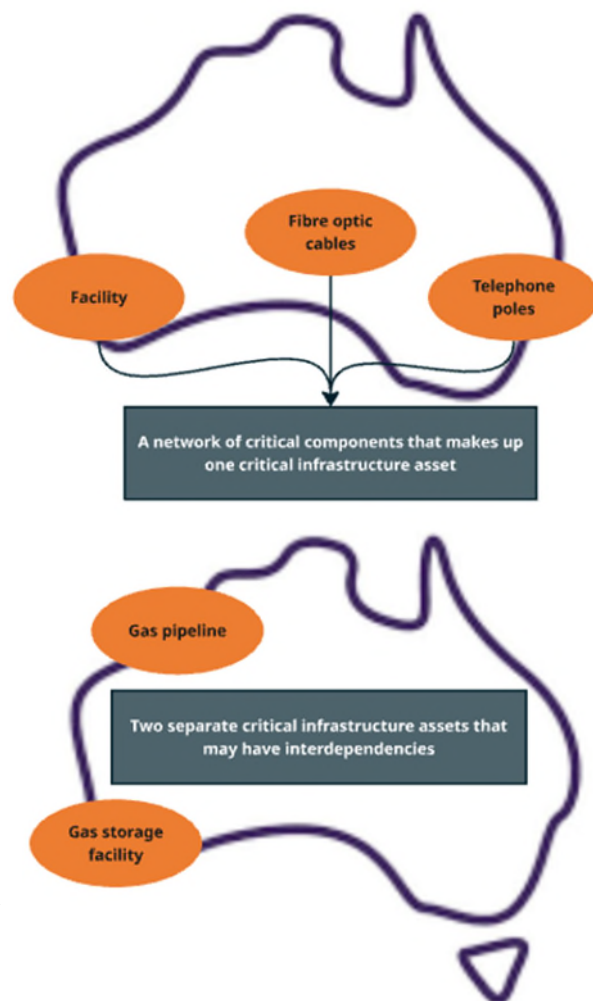 Fibre optic
cables
Facility
Telephone
poles
A network of critical components that makes up
one critical infrastructure asset
Gas pipeline
Two separate critical infrastructure assets that
may have interdependencies
Gas storage
facility